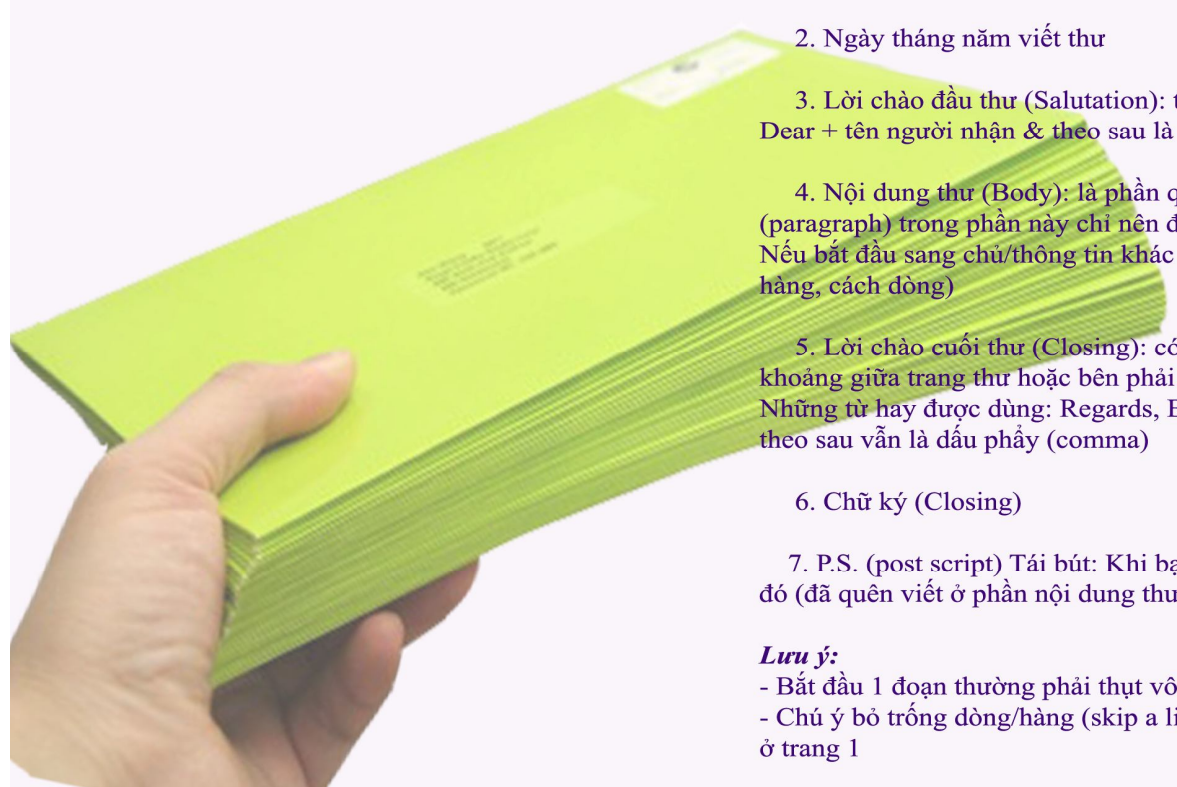 2. Ngày tháng năm viết thư
3. Lời chào đầu thư (Salutation):
Dear + tên người nhận & theo sau là
4. Nội dung thư (Body): là phần
(paragraph) trong phần này chỉ nên
Nếu bắt đầu sang chủ/thông tin khác
hàng, cách dòng)
5. Lời chào cuối thư (Closing): có
khoảng giữa trang thư hoặc bên phải
Những từ hay được dùng: Regards,
theo sau vẫn là dấu phẩy (comma)
6. Chữ ký (Closing)
7. P.S. (post script) Tái bút: Khi
đó (đã quên viết ở phần nội dung thư
Lưu ý:
- Bắt đầu 1 đoạn thường phải thụt vô
- Chú ý bỏ trống dòng/hàng (skip a
ở trang 1